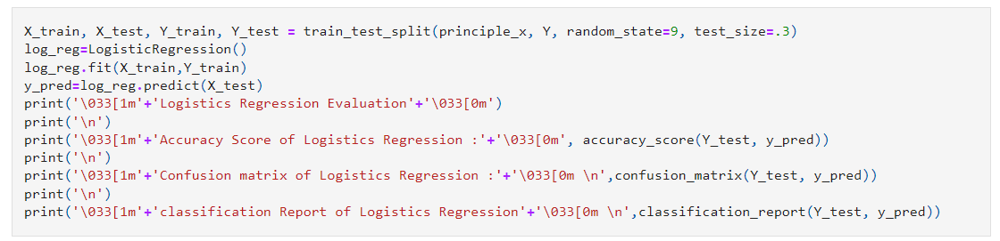 X_train, X_test, Y_train, Y_test = train_test_split(principle_x, Y, random_state=9, test_size=.3)
log_reg=LogisticRegression()
log_reg.fit(X_train,Y_train)
y_pred=log_reg.predict(X_test)
print('\033[1m'+'Logistics Regression Evaluation'+'\033[0m')
print('\n')
print('\033[1m'+'Accuracy Score of Logistics Regression :'+'\033[0m', accuracy_score(Y_test, y_pred))
print('\n')
print('\033[1m'+'Confusion matrix of Logistics Regression :'+'\033[0m \n',confusion_matrix(Y_test, y_pred))
print('\n')
print('\033[1m'+'classification Report of Logistics Regression'+'\033[0m \n',classification_report(Y_test, y_pred))